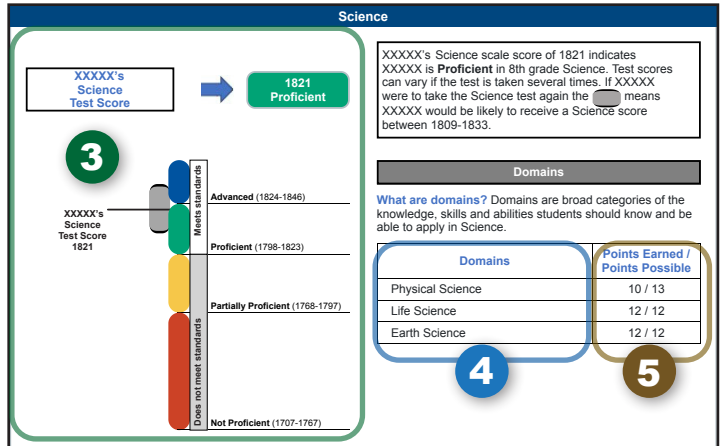 Science
XXXXX's
Science
Test Score
1821
Proficient
3
XXXXX's
Science
Test Score
1821
Meets standards
Does not meet standards
Advanced (1824-1846)
Proficient (1798-1823)
Partially Proficient (1768-1797)
Not Proficient (1707-1767)
XXXXX's Science scale score of 1821 indicates
XXXXX is Proficient in 8th grade Science. Test scores
can vary if the test is taken several times. If XXXXX
were to take the Science test again the means
XXXXX would be likely to receive a Science score
between 1809-1833.
Domains
What are domains? Domains are broad categories of the
knowledge, skills and abilities students should know and be
able to apply in Science.
Domains
Points Earned /
Points Possible
Physical Science 10 / 13
Life Science 12 / 12
Earth Science 12 / 12
4
5